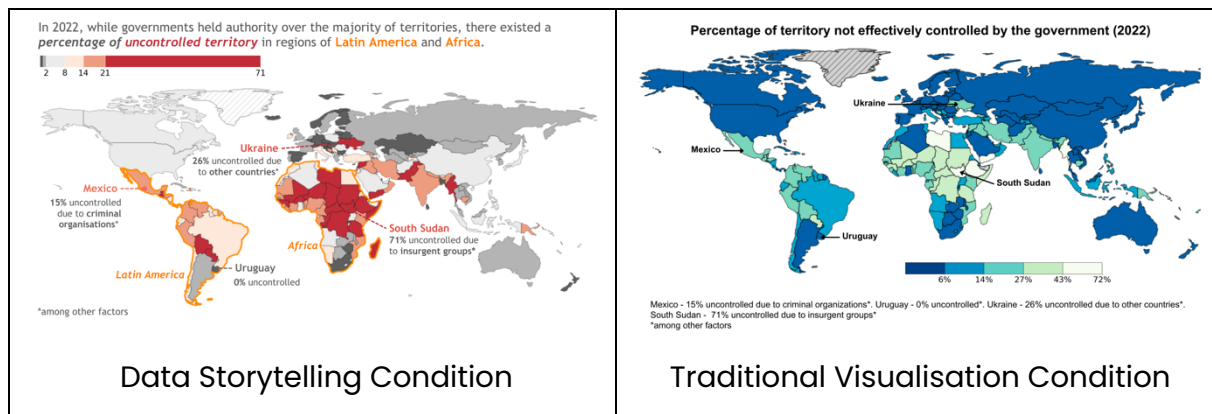 In 2022, while governments held authority over the majority of territories, there existed a
percentage of uncontrolled territory in regions of Latin America and Africa.
2 8 14 21 71
Ukraine
26% uncontrolled due
to other countries*
Mexico
15% uncontrolled
due to criminal
organisations*
South Sudan
71% uncontrolled due
to insurgent groups*
Africa
Latin America
Uruguay
0% uncontrolled
*among other factors
Data Storytelling Condition
Percentage of territory not effectively controlled by the government (2022)
Ukraine
Mexico
South Sudan
Uruguay
6% 14% 27% 43% 72%
Mexico - 15% uncontrolled due to criminal organizations*. Uruguay - 0% uncontrolled*. Ukraine - 26% uncontrolled due to other countries*.
South Sudan - 71% uncontrolled due to insurgent groups*
*among other factors
Traditional Visualisation Condition